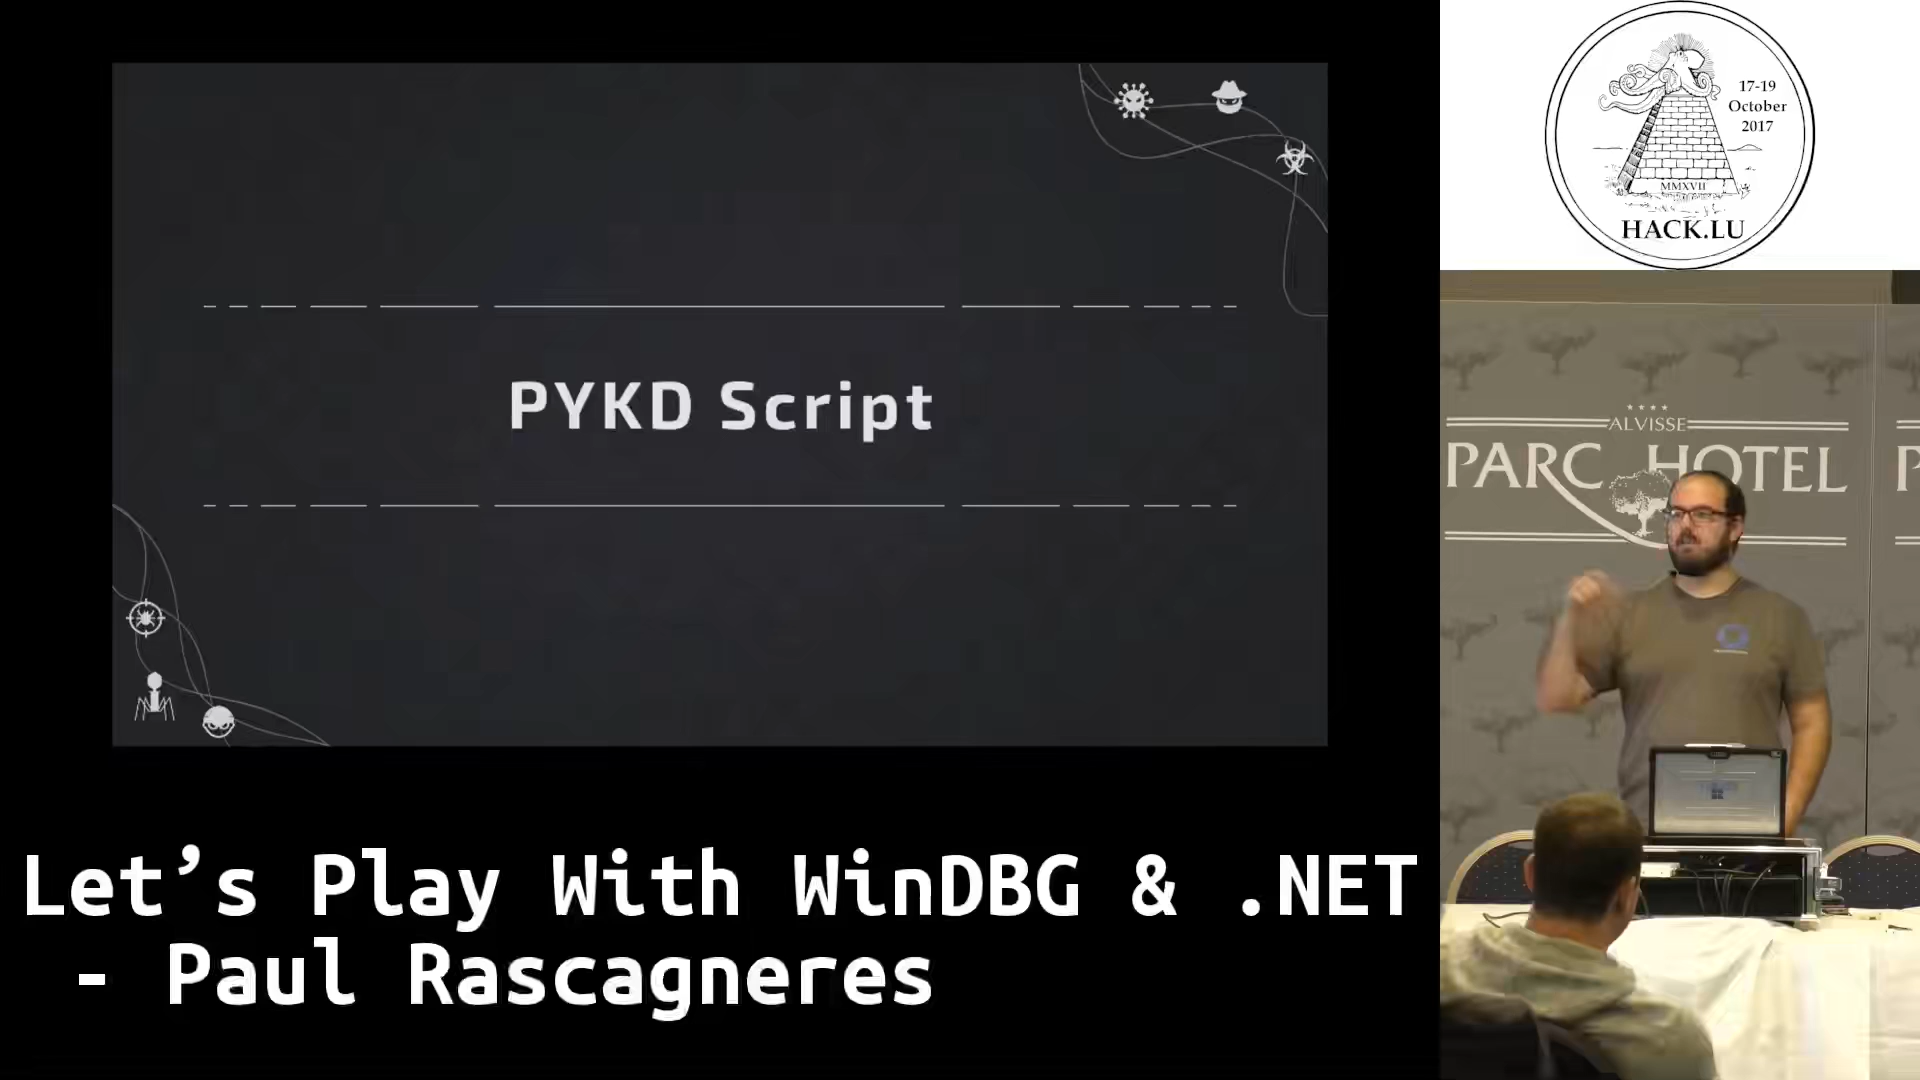 PYKD Script
Let’s Play With WinDBG & .NET
- Paul Rascagneres
17-19
October
2017
MMXVII
HACK.LU
ALVISSE
PARC HOTEL
P